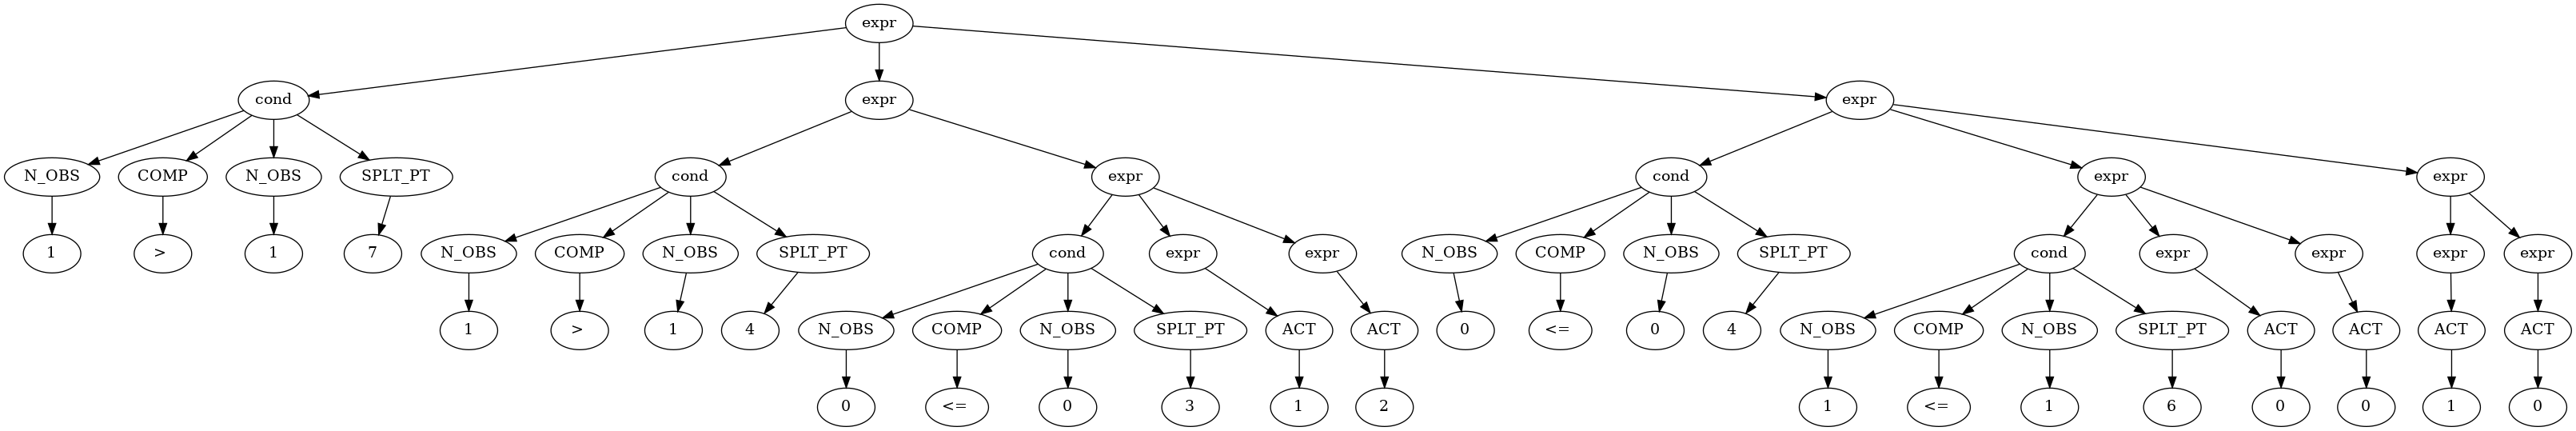 expr
cond expr expr
N_OBS COMP N_OBS SPLT_PT cond expr cond expr expr
1 > 1 7 N_OBS COMP N_OBS SPLT_PT cond expr expr N_OBS COMP N_OBS SPLT_PT cond expr expr expr expr
1 > 1 4 N_OBS COMP N_OBS SPLT_PT ACT ACT 0 <= 0 4 N_OBS COMP N_OBS SPLT_PT ACT ACT ACT ACT
0 <= 0 3 1 2 1 <= 1 6 0 0 1 0